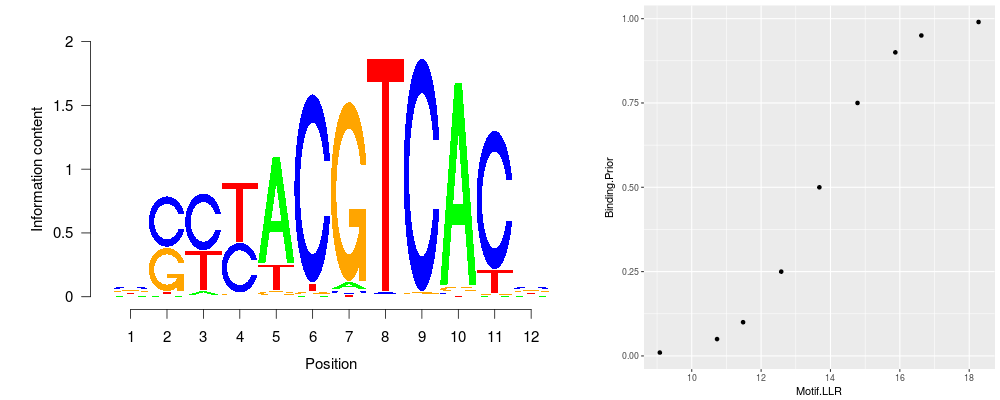 2
1.5
1
0.5
0
Information content
C C T A C G T C A C
G T C T T
1 2 3 4 5 6 7 8 9 10 11 12
Position
1.00
0.75
0.50
0.25
0.00
Binding.Prior
10 12 14 16 18
Motif.LLR